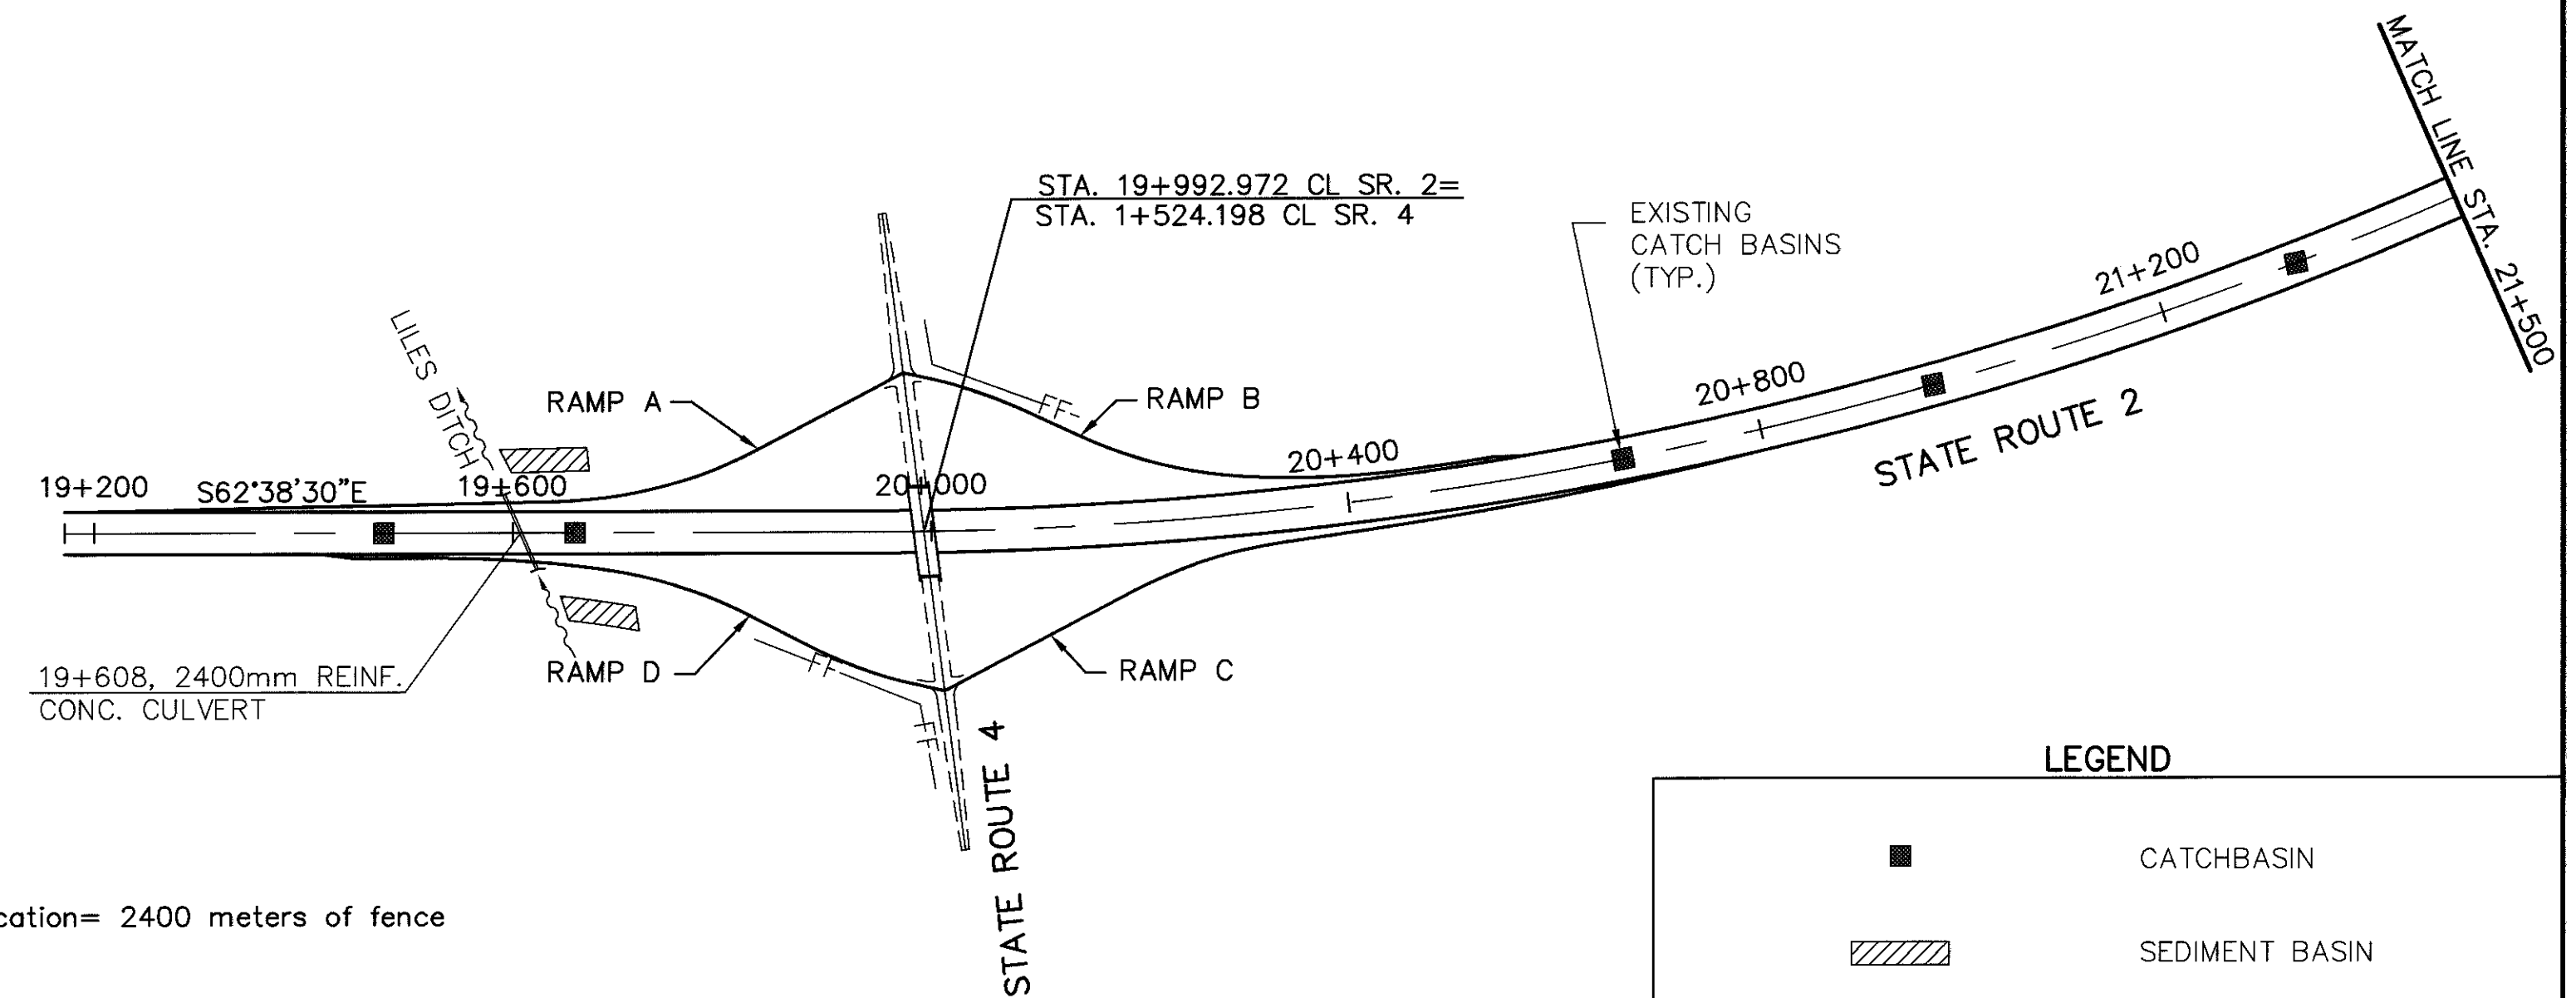 MATCH LINE STA. 21+500
STA. 19+992.972 CL SR. 2=
STA. 1+524.198 CL SR. 4
EXISTING
CATCH BASINS
(TYP.)
21+200
LILES DITCH
RAMP A
RAMP B
20+800
STATE ROUTE 2
20+400
19+200
S62°38'30"E
19+600
20+000
FF
FF
FF
19+608, 2400mm REINF.
CONC. CULVERT
RAMP D
RAMP C
STATE ROUTE 4
LEGEND
CATCHBASIN
cation= 2400 meters of fence
SEDIMENT BASIN